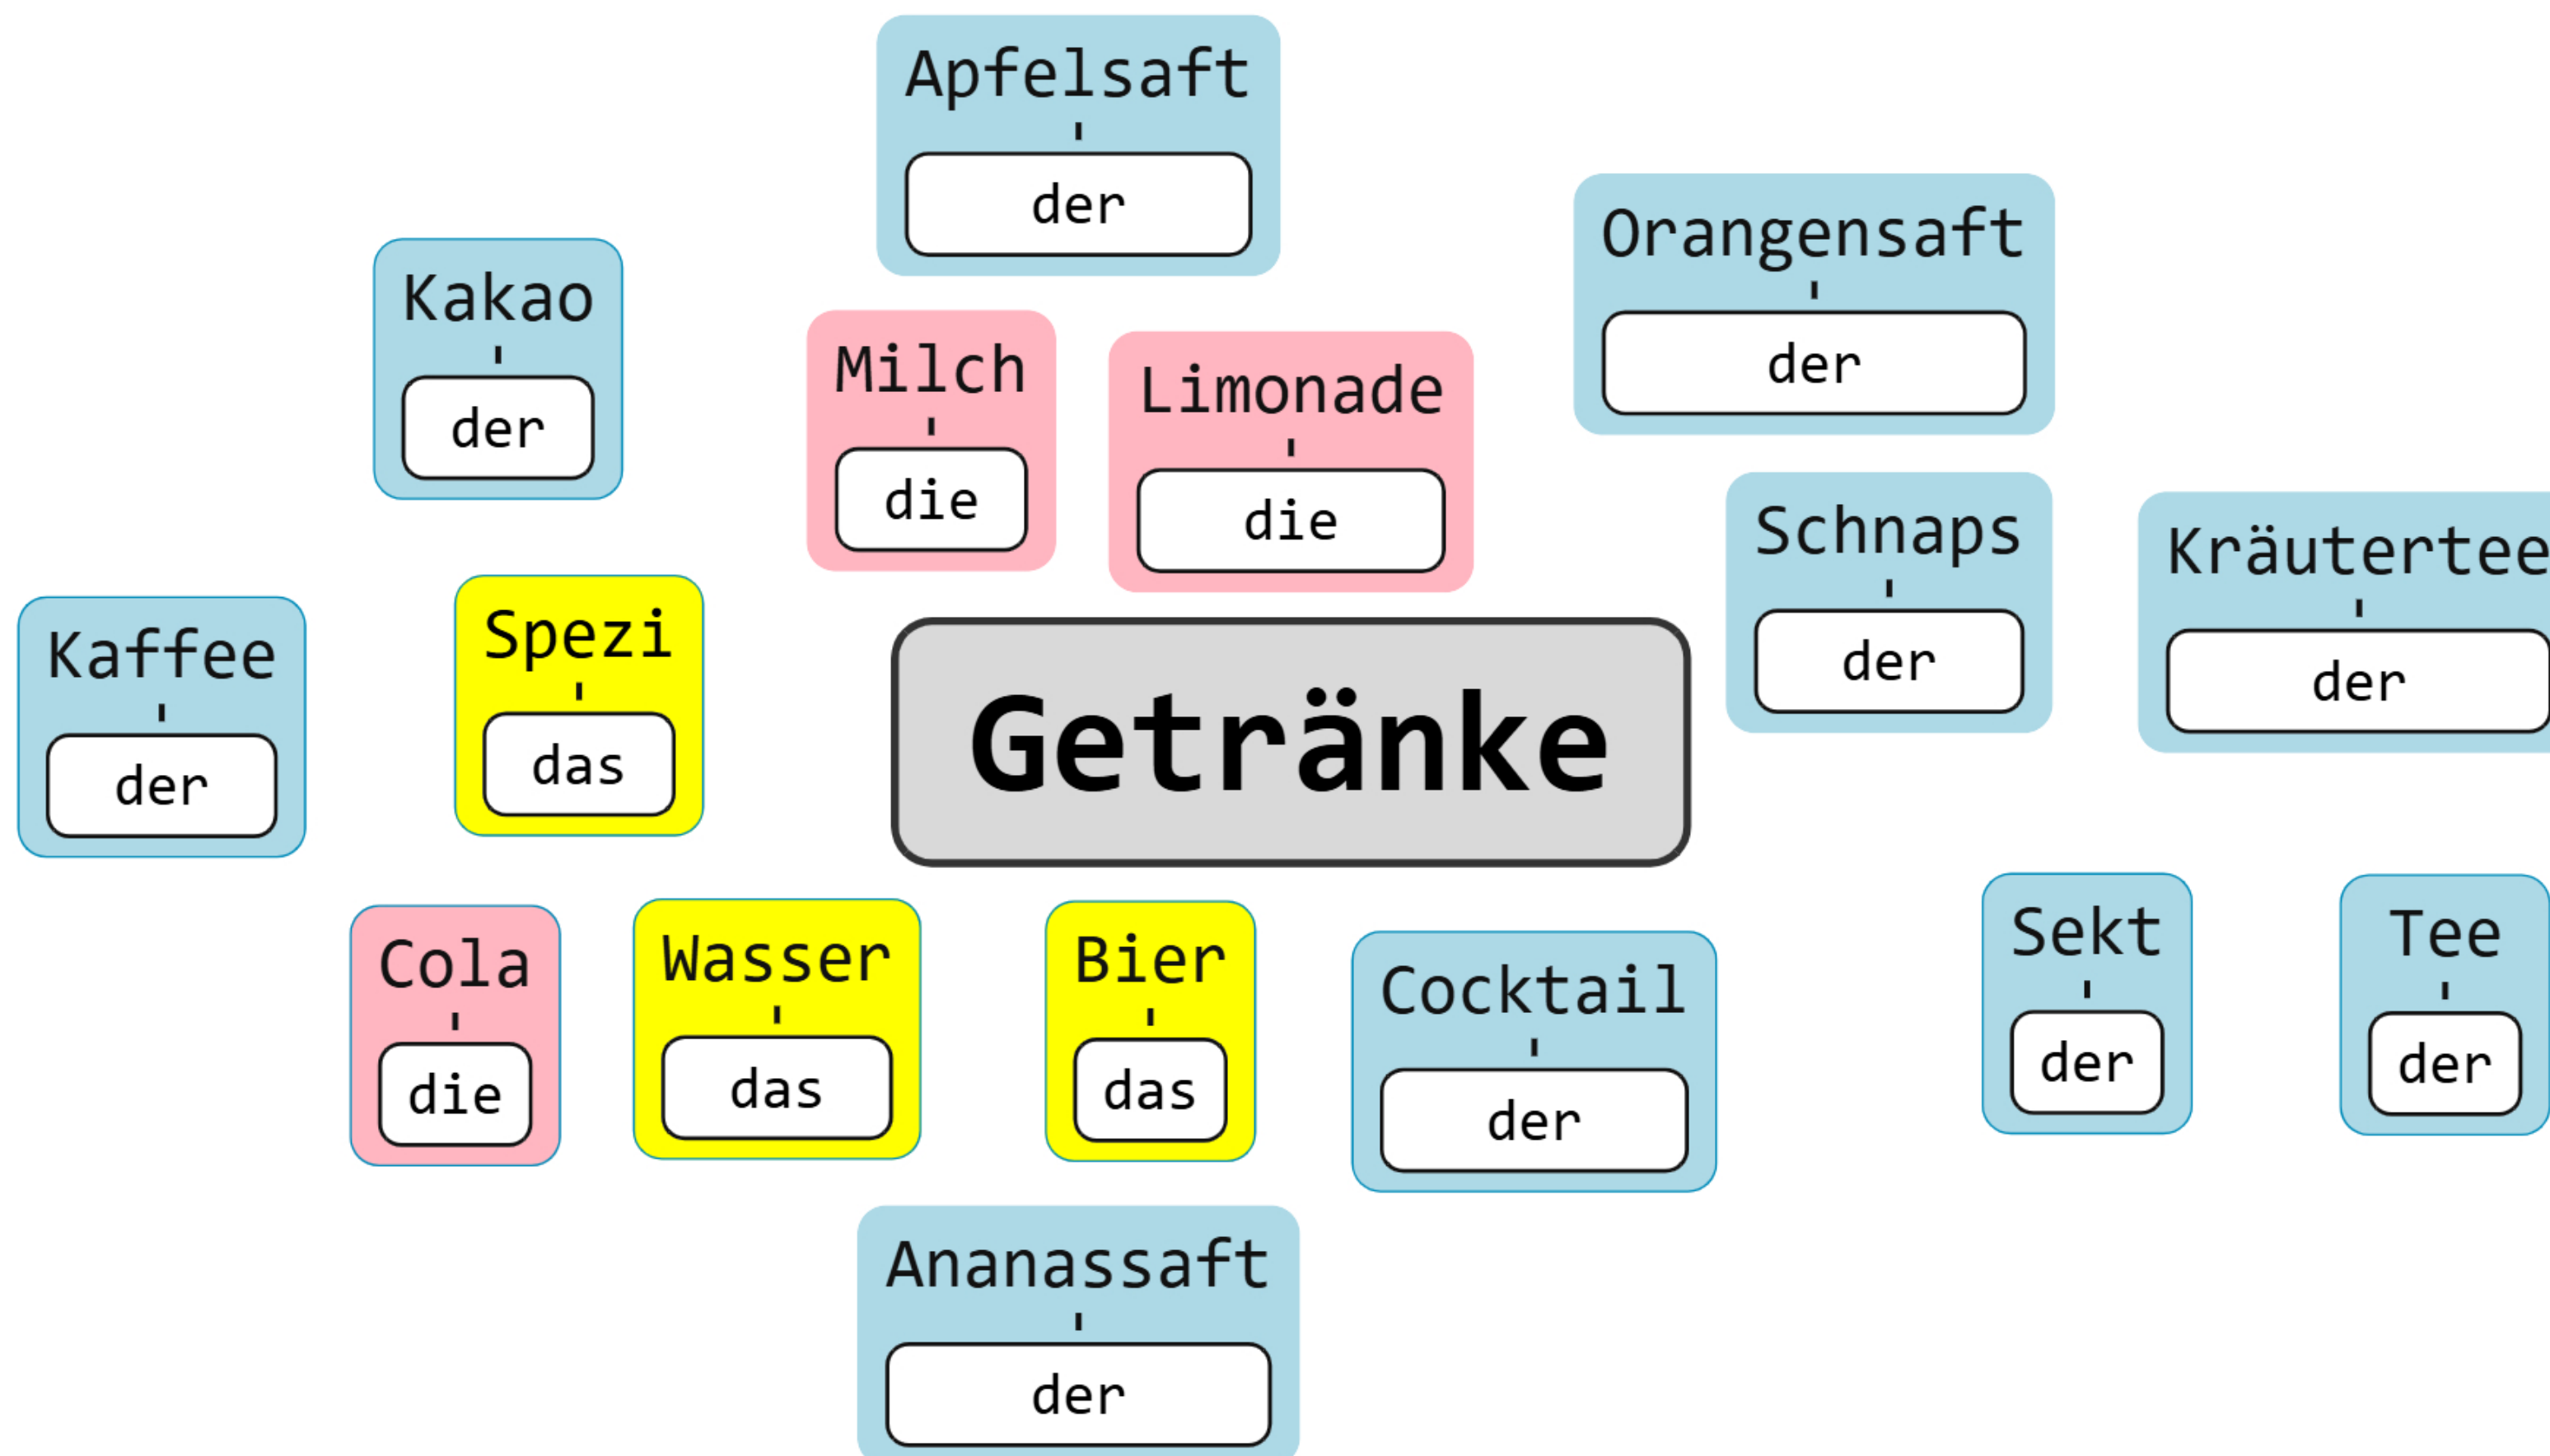 Apfelsaft
der
Orangensaft
der
Kakao
der
Milch
die
Limonade
die
Schnaps
der
Kräutertee
der
Kaffee
der
Spezi
das
Getränke
Cola
die
Wasser
das
Bier
das
Cocktail
der
Sekt
der
Tee
der
Ananassaft
der